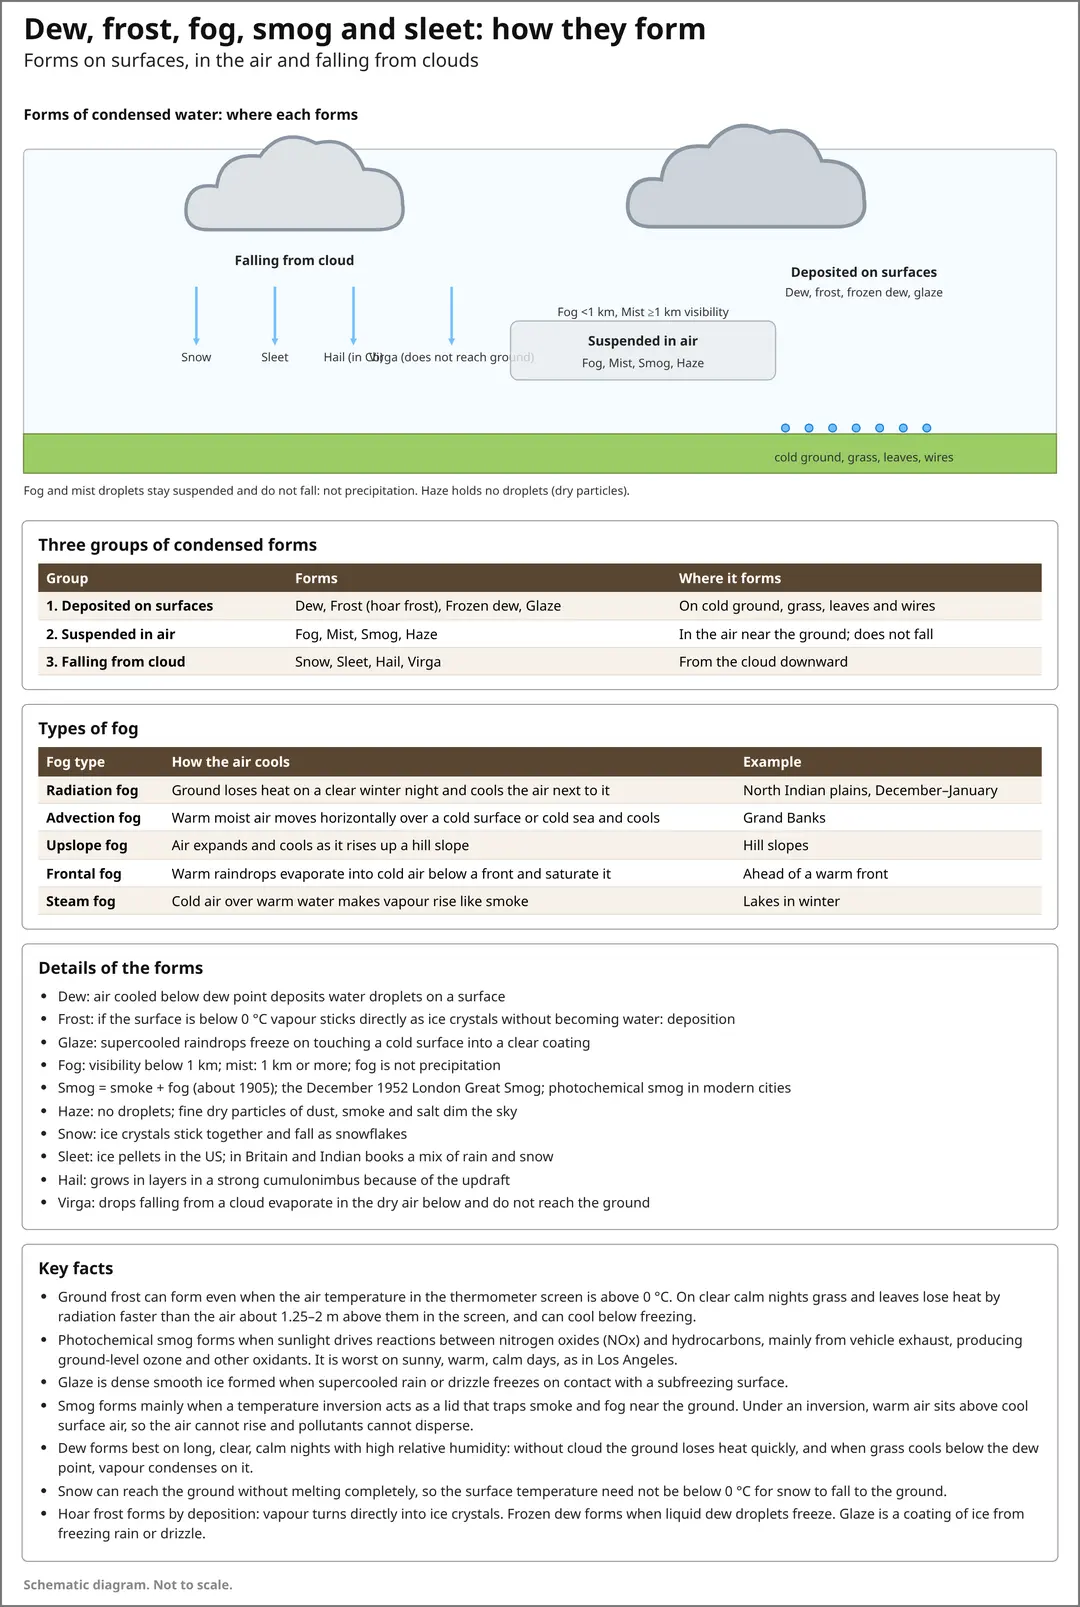 Dew, frost, fog, smog and sleet: how they form
Forms on surfaces, in the air and falling from clouds
Forms of condensed water: where each forms
Falling from cloud
Deposited on surfaces
Dew, frost, frozen dew, glaze
Fog <1 km, Mist ≥1 km visibility
Suspended in air
Fog, Mist, Smog, Haze
Snow
Sleet
Hail (in Cb)
Virga (does not reach ground)
cold ground, grass, leaves, wires
Fog and mist droplets stay suspended and do not fall: not precipitation. Haze holds no droplets (dry particles).
Three groups of condensed forms
Group Forms Where it forms
1. Deposited on surfaces Dew, Frost (hoar frost), Frozen dew, Glaze On cold ground, grass, leaves and wires
2. Suspended in air Fog, Mist, Smog, Haze In the air near the ground; does not fall
3. Falling from cloud Snow, Sleet, Hail, Virga From the cloud downward
Types of fog
Fog type How the air cools Example
Radiation fog Ground loses heat on a clear winter night and cools the air next to it North Indian plains, December–January
Advection fog Warm moist air moves horizontally over a cold surface or cold sea and cools Grand Banks
Upslope fog Air expands and cools as it rises up a hill slope Hill slopes
Frontal fog Warm raindrops evaporate into cold air below a front and saturate it Ahead of a warm front
Steam fog Cold air over warm water makes vapour rise like smoke Lakes in winter
Details of the forms
• Dew: air cooled below dew point deposits water droplets on a surface
• Frost: if the surface is below 0 °C vapour sticks directly as ice crystals without becoming water: deposition
• Glaze: supercooled raindrops freeze on touching a cold surface into a clear coating
• Fog: visibility below 1 km; mist: 1 km or more; fog is not precipitation
• Smog = smoke + fog (about 1905); the December 1952 London Great Smog; photochemical smog in modern cities
• Haze: no droplets; fine dry particles of dust, smoke and salt dim the sky
• Snow: ice crystals stick together and fall as snowflakes
• Sleet: ice pellets in the US; in Britain and Indian books a mix of rain and snow
• Hail: grows in layers in a strong cumulonimbus because of the updraft
• Virga: drops falling from a cloud evaporate in the dry air below and do not reach the ground
Key facts
• Ground frost can form even when the air temperature in the thermometer screen is above 0 °C. On clear calm nights grass and leaves lose heat by
radiation faster than the air about 1.25–2 m above them in the screen, and can cool below freezing.
• Photochemical smog forms when sunlight drives reactions between nitrogen oxides (NOx) and hydrocarbons, mainly from vehicle exhaust, producing
ground-level ozone and other oxidants. It is worst on sunny, warm, calm days, as in Los Angeles.
• Glaze is dense smooth ice formed when supercooled rain or drizzle freezes on contact with a subfreezing surface.
• Smog forms mainly when a temperature inversion acts as a lid that traps smoke and fog near the ground. Under an inversion, warm air sits above cool
surface air, so the air cannot rise and pollutants cannot disperse.
• Dew forms best on long, clear, calm nights with high relative humidity: without cloud the ground loses heat quickly, and when grass cools below the dew
point, vapour condenses on it.
• Snow can reach the ground without melting completely, so the surface temperature need not be below 0 °C for snow to fall to the ground.
• Hoar frost forms by deposition: vapour turns directly into ice crystals. Frozen dew forms when liquid dew droplets freeze. Glaze is a coating of ice from
freezing rain or drizzle.
Schematic diagram. Not to scale.